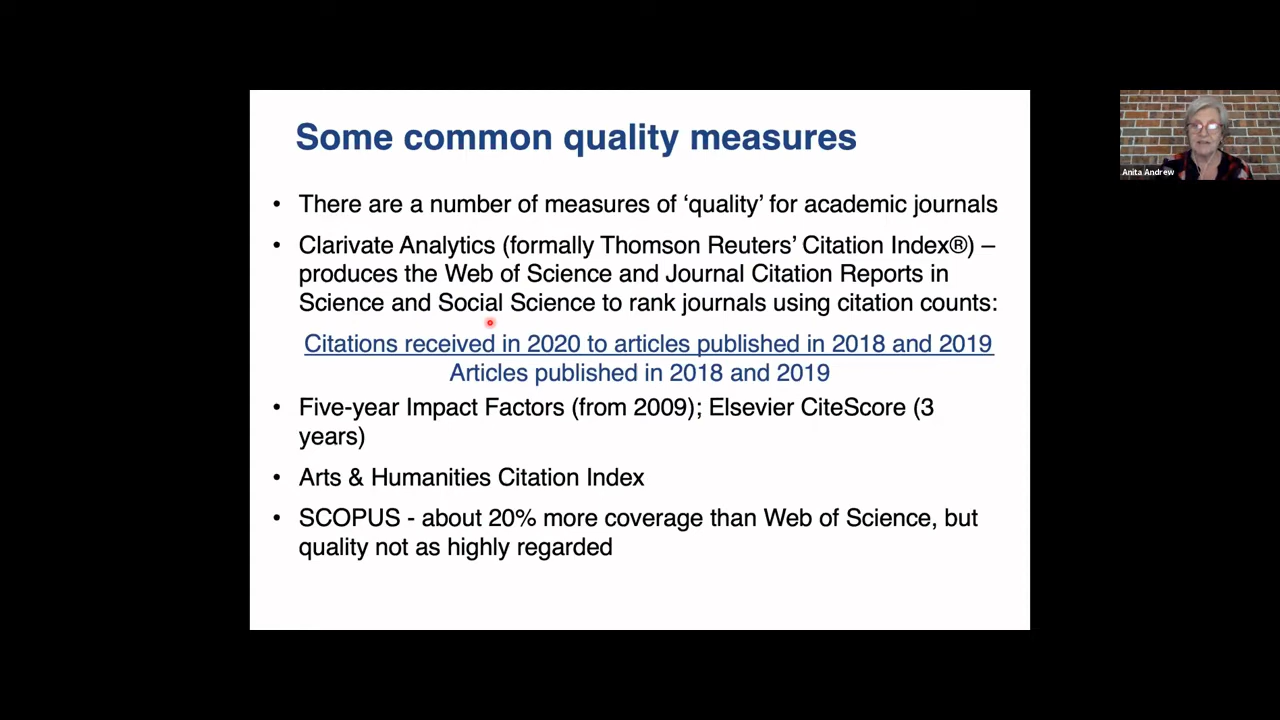 Some common quality measures
• There are a number of measures of ‘quality’ for academic journals
• Clarivate Analytics (formally Thomson Reuters’ Citation Index®) –
produces the Web of Science and Journal Citation Reports in
Science and Social Science to rank journals using citation counts:
Citations received in 2020 to articles published in 2018 and 2019
Articles published in 2018 and 2019
• Five-year Impact Factors (from 2009); Elsevier CiteScore (3
years)
• Arts & Humanities Citation Index
• SCOPUS - about 20% more coverage than Web of Science, but
quality not as highly regarded
Anita Andrew